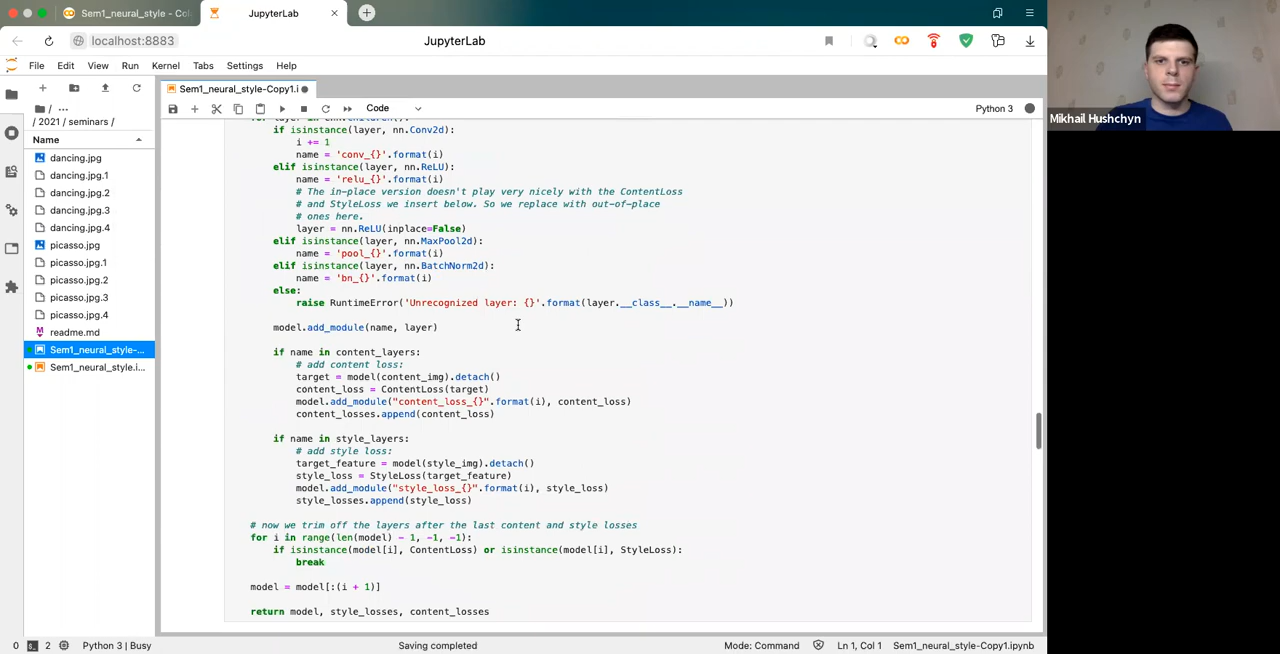 Sem1_neural_style - Col
JupyterLab
localhost:8883
JupyterLab
File Edit View Run Kernel Tabs Settings Help
Sem1_neural_style-Copy1.i
Code
Python 3
/ ...
/ 2021 / seminars /
Name
dancing.jpg
dancing.jpg.1
dancing.jpg.2
dancing.jpg.3
dancing.jpg.4
picasso.jpg
picasso.jpg.1
picasso.jpg.2
picasso.jpg.3
picasso.jpg.4
readme.md
Sem1_neural_style-...
Sem1_neural_style.i...
for layer in cnn.children():
if isinstance(layer, nn.Conv2d):
i += 1
name = 'conv_{}'.format(i)
elif isinstance(layer, nn.ReLU):
name = 'relu_{}'.format(i)
# The in-place version doesn't play very nicely with the ContentLoss
# and StyleLoss we insert below. So we replace with out-of-place
# ones here.
layer = nn.ReLU(inplace=False)
elif isinstance(layer, nn.MaxPool2d):
name = 'pool_{}'.format(i)
elif isinstance(layer, nn.BatchNorm2d):
name = 'bn_{}'.format(i)
else:
raise RuntimeError('Unrecognized layer: {}'.format(layer.__class__.__name__))
model.add_module(name, layer)
if name in content_layers:
# add content loss:
target = model(content_img).detach()
content_loss = ContentLoss(target)
model.add_module("content_loss_{}".format(i), content_loss)
content_losses.append(content_loss)
if name in style_layers:
# add style loss:
target_feature = model(style_img).detach()
style_loss = StyleLoss(target_feature)
model.add_module("style_loss_{}".format(i), style_loss)
style_losses.append(style_loss)
# now we trim off the layers after the last content and style losses
for i in range(len(model) - 1, -1, -1):
if isinstance(model[i], ContentLoss) or isinstance(model[i], StyleLoss):
break
model = model[:(i + 1)]
return model, style_losses, content_losses
0 2 Python 3 | Busy
Saving completed
Mode: Command
Ln 1, Col 1
Sem1_neural_style-Copy1.ipynb
Mikhail Hushchyn